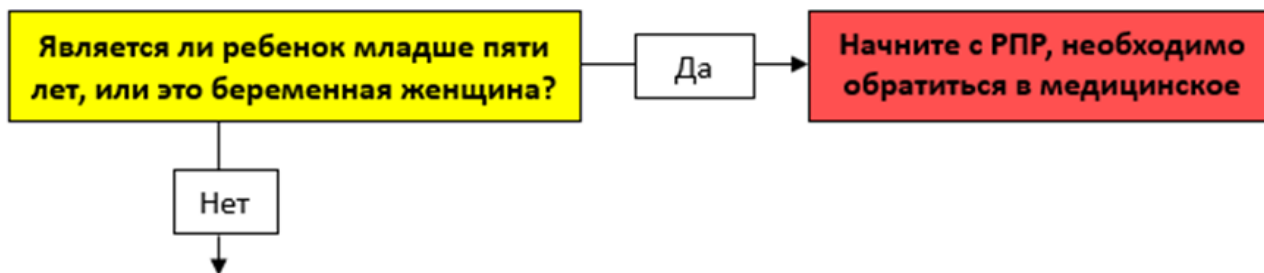 Является ли ребенок младше пяти
лет, или это беременная женщина?
Да
Начните с РПР, необходимо
обратиться в медицинское
Нет